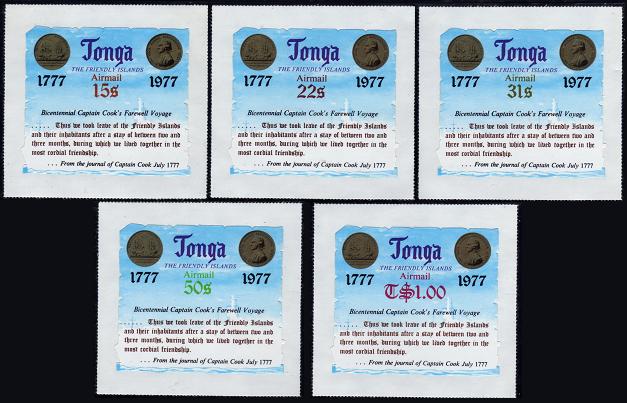 Tonga
THE FRIENDLY ISLANDS
1777 Airmail 1977
15s
Bicentennial Captain Cook's Farewell Voyage
..... Thus we took leave of the Friendly Islands
and their inhabitants after a stay of between two and
three months, during which we lived together in the
most cordial friendship.
... From the journal of Captain Cook July 1777
Tonga
THE FRIENDLY ISLANDS
1777 Airmail 1977
22s
Bicentennial Captain Cook's Farewell Voyage
..... Thus we took leave of the Friendly Islands
and their inhabitants after a stay of between two and
three months, during which we lived together in the
most cordial friendship.
... From the journal of Captain Cook July 1777
Tonga
THE FRIENDLY ISLANDS
1777 Airmail 1977
31s
Bicentennial Captain Cook's Farewell Voyage
..... Thus we took leave of the Friendly Islands
and their inhabitants after a stay of between two and
three months, during which we lived together in the
most cordial friendship.
... From the journal of Captain Cook July 1777
Tonga
THE FRIENDLY ISLANDS
1777 Airmail 1977
50s
Bicentennial Captain Cook's Farewell Voyage
..... Thus we took leave of the Friendly Islands
and their inhabitants after a stay of between two and
three months, during which we lived together in the
most cordial friendship.
... From the journal of Captain Cook July 1777
Tonga
THE FRIENDLY ISLANDS
1777 Airmail 1977
T$1.00
Bicentennial Captain Cook's Farewell Voyage
..... Thus we took leave of the Friendly Islands
and their inhabitants after a stay of between two and
three months, during which we lived together in the
most cordial friendship.
... From the journal of Captain Cook July 1777